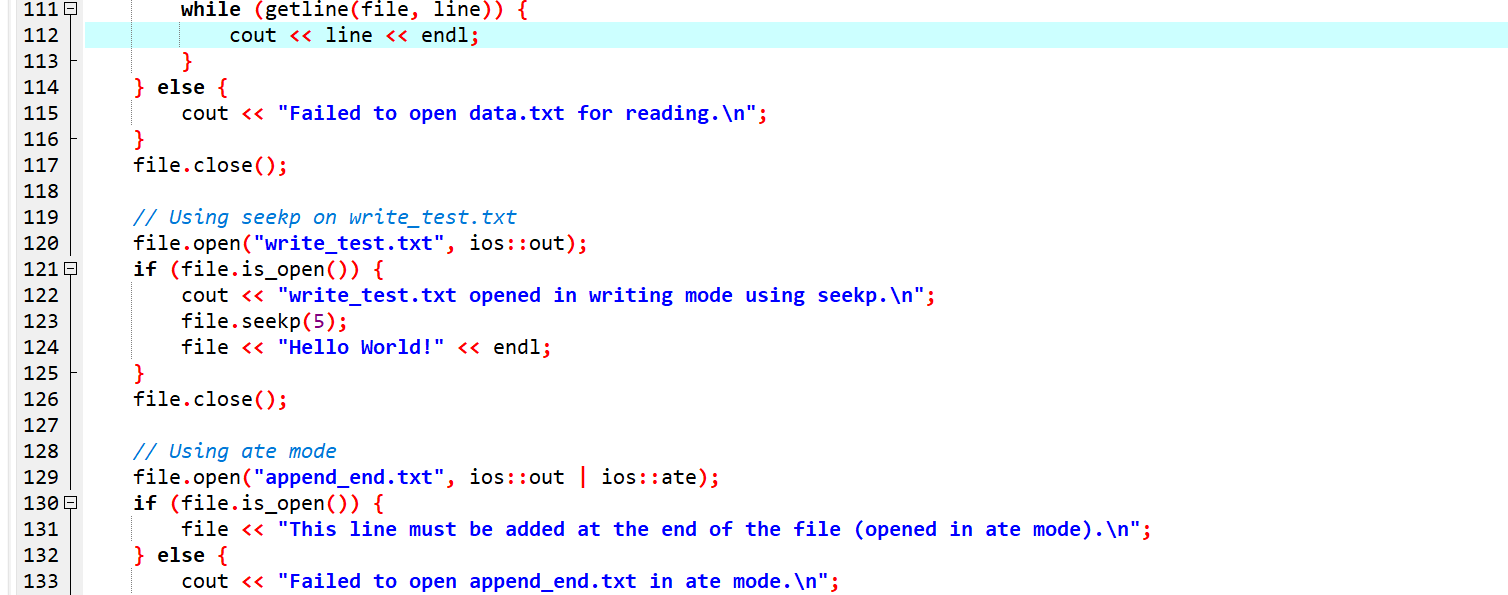 111 while (getline(file, line)) {
112 cout << line << endl;
113 }
114 } else {
115 cout << "Failed to open data.txt for reading.\n";
116 }
117 file.close();
118
119 // Using seekp on write_test.txt
120 file.open("write_test.txt", ios::out);
121 if (file.is_open()) {
122 cout << "write_test.txt opened in writing mode using seekp.\n";
123 file.seekp(5);
124 file << "Hello World!" << endl;
125 }
126 file.close();
127
128 // Using ate mode
129 file.open("append_end.txt", ios::out | ios::ate);
130 if (file.is_open()) {
131 file << "This line must be added at the end of the file (opened in ate mode).\n";
132 } else {
133 cout << "Failed to open append_end.txt in ate mode.\n";